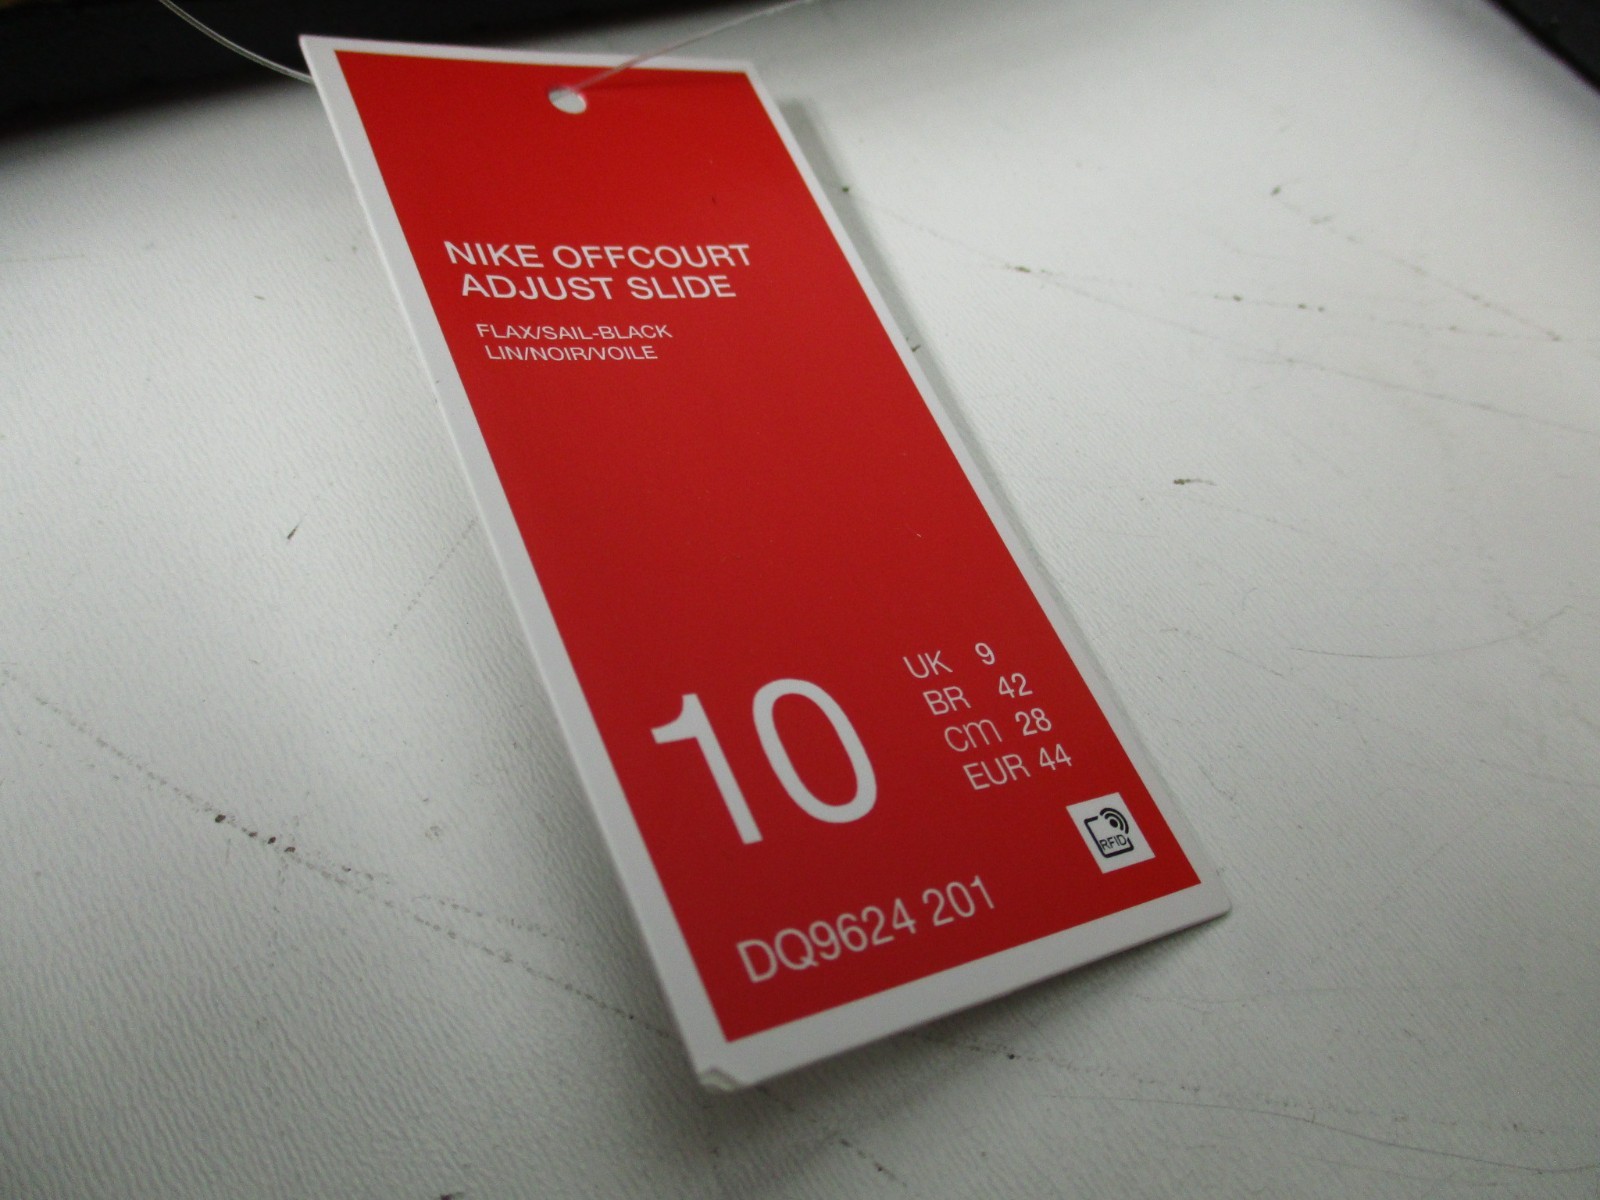 NIKE OFFCOURT
ADJUST SLIDE
FLAX/SAIL-BLACK
LIN/NOIR/VOILE
10
UK 9
BR 42
cm 28
EUR 44
RFID
DQ9624 201